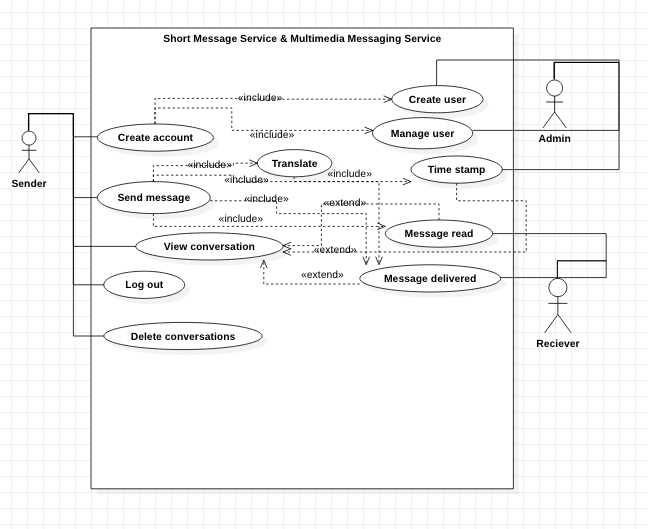 Short Message Service & Multimedia Messaging Service
«include»
Create user
Create account
«include»
Manage user
Admin
Sender
«include»
Translate
«include»
«include»
Time stamp
Send message
«include»
«extend»
«include»
Message read
View conversation
«extend»
Log out
«extend»
Message delivered
Delete conversations
Reciever